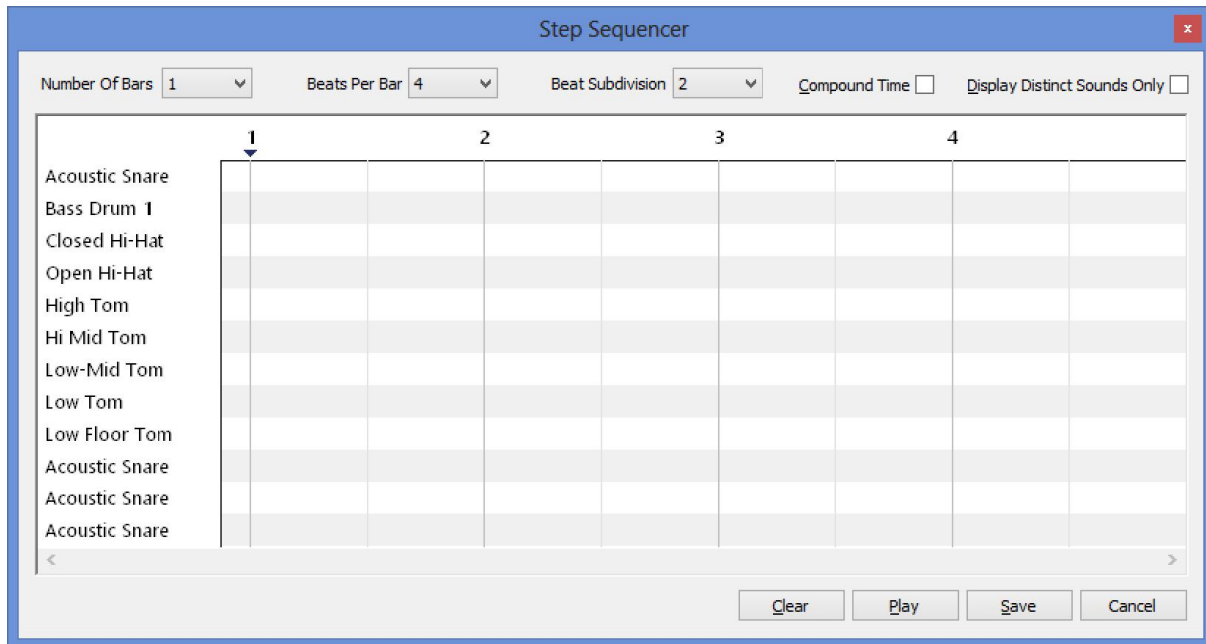 Step Sequencer
x
Number Of Bars 1 Beats Per Bar 4 Beat Subdivision 2 Compound Time Display Distinct Sounds Only
1 2 3 4
Acoustic Snare
Bass Drum 1
Closed Hi-Hat
Open Hi-Hat
High Tom
Hi Mid Tom
Low-Mid Tom
Low Tom
Low Floor Tom
Acoustic Snare
Acoustic Snare
Acoustic Snare
Clear Play Save Cancel